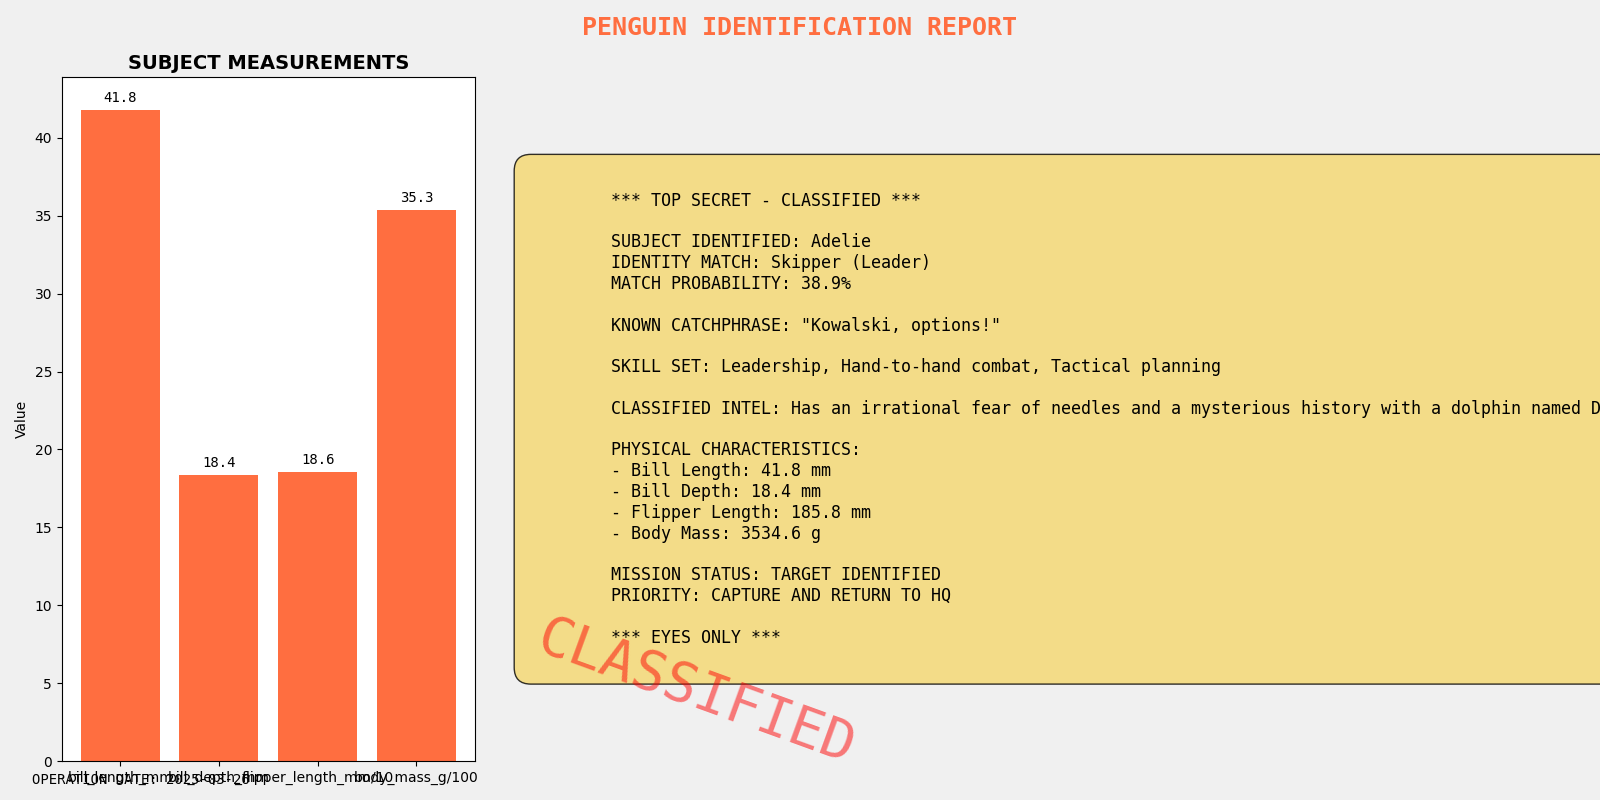 PENGUIN IDENTIFICATION REPORT
SUBJECT MEASUREMENTS
41.8
18.4
18.6
35.3
40
35
30
25
20
15
10
5
0
Value
bill_length_mm
bill_depth_mm
flipper_length_mm/10
body_mass_g/100
OPERATION DATE: 2025-03-26
*** TOP SECRET - CLASSIFIED ***
SUBJECT IDENTIFIED: Adelie
IDENTITY MATCH: Skipper (Leader)
MATCH PROBABILITY: 38.9%
KNOWN CATCHPHRASE: "Kowalski, options!"
SKILL SET: Leadership, Hand-to-hand combat, Tactical planning
CLASSIFIED INTEL: Has an irrational fear of needles and a mysterious history with a dolphin named
PHYSICAL CHARACTERISTICS:
- Bill Length: 41.8 mm
- Bill Depth: 18.4 mm
- Flipper Length: 185.8 mm
- Body Mass: 3534.6 g
MISSION STATUS: TARGET IDENTIFIED
PRIORITY: CAPTURE AND RETURN TO HQ
*** EYES ONLY ***
CLASSIFIED